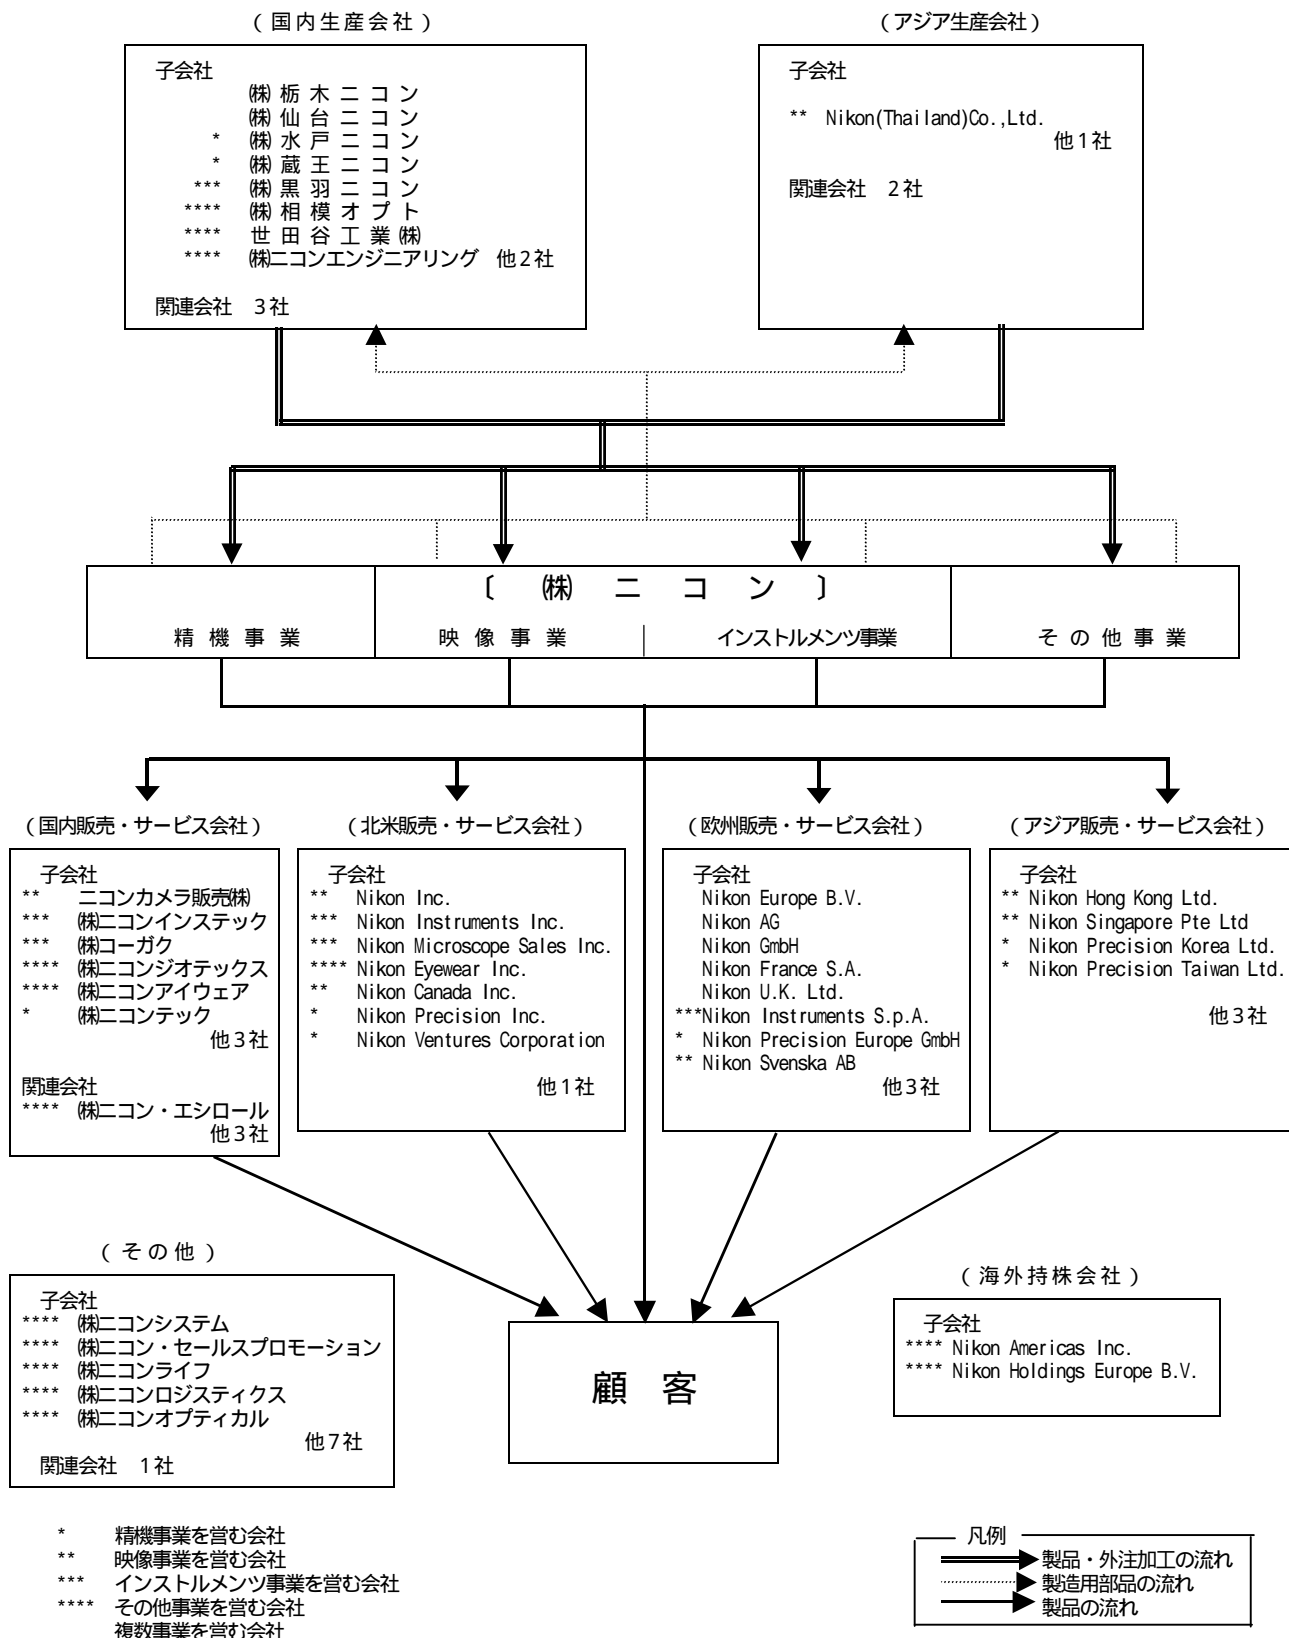 （国内生産会社）
子会社
㈱栃木ニコン
㈱仙台ニコン
* ㈱水戸ニコン
* ㈱蔵王ニコン
*** ㈱黒羽ニコン
**** ㈱相模オプト
**** 世田谷工業㈱
**** ㈱ニコンエンジニアリング 他2社
関連会社 3社
（アジア生産会社）
子会社
** Nikon(Thailand)Co.,Ltd.
他1社
関連会社 2社
〔 ㈱ ニ コ ン 〕
精機事業 映像事業 インストルメンツ事業 その他事業
（国内販売・サービス会社）
子会社
** ニコンカメラ販売㈱
*** ㈱ニコンインステック
*** ㈱コーガク
**** ㈱ニコンジオテックス
**** ㈱ニコンアイウェア
* ㈱ニコンテック
他3社
関連会社
**** ㈱ニコン・エシロール
他3社
（北米販売・サービス会社）
子会社
** Nikon Inc.
*** Nikon Instruments Inc.
*** Nikon Microscope Sales Inc.
**** Nikon Eyewear Inc.
** Nikon Canada Inc.
* Nikon Precision Inc.
* Nikon Ventures Corporation
他1社
（欧州販売・サービス会社）
子会社
Nikon Europe B.V.
Nikon AG
Nikon GmbH
Nikon France S.A.
Nikon U.K. Ltd.
***Nikon Instruments S.p.A.
* Nikon Precision Europe GmbH
** Nikon Svenska AB
他3社
（アジア販売・サービス会社）
子会社
** Nikon Hong Kong Ltd.
** Nikon Singapore Pte Ltd
* Nikon Precision Korea Ltd.
* Nikon Precision Taiwan Ltd.
他3社
（その他）
子会社
**** ㈱ニコンシステム
**** ㈱ニコン・セールスプロモーション
**** ㈱ニコンライフ
**** ㈱ニコンロジスティクス
**** ㈱ニコンオプティカル
他7社
関連会社 1社
顧 客
（海外持株会社）
子会社
**** Nikon Americas Inc.
**** Nikon Holdings Europe B.V.
* 精機事業を営む会社
** 映像事業を営む会社
*** インストルメンツ事業を営む会社
**** その他事業を営む会社
複数事業を営む会社
凡例
製品・外注加工の流れ
製造用部品の流れ
製品の流れ